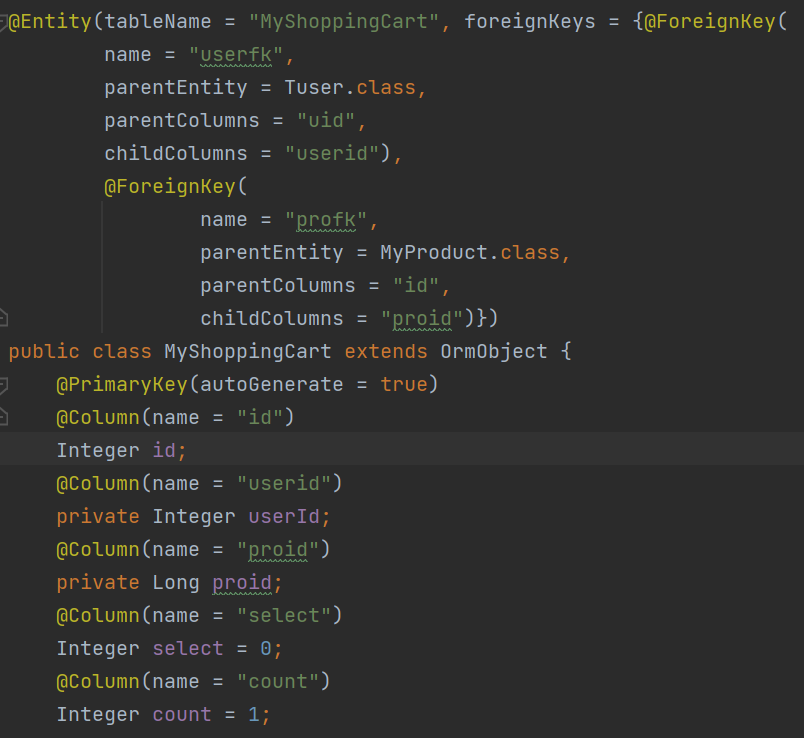 @Entity(tableName = "MyShoppingCart", foreignKeys = {@ForeignKey(
        name = "userfk",
        parentEntity = Tuser.class,
        parentColumns = "uid",
        childColumns = "userid"),
        @ForeignKey(
                name = "profk",
                parentEntity = MyProduct.class,
                parentColumns = "id",
                childColumns = "proid")})
public class MyShoppingCart extends OrmObject {
    @PrimaryKey(autoGenerate = true)
    @Column(name = "id")
    Integer id;
    @Column(name = "userid")
    private Integer userId;
    @Column(name = "proid")
    private Long proid;
    @Column(name = "select")
    Integer select = 0;
    @Column(name = "count")
    Integer count = 1;